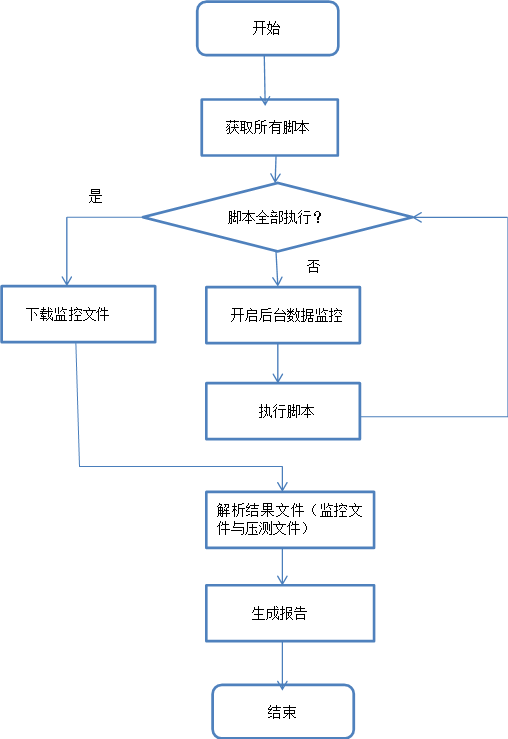 开始
获取所有脚本
是
脚本全部执行？
否
下载监控文件
开启后台数据监控
执行脚本
解析结果文件（监控文
件与压测文件）
生成报告
结束